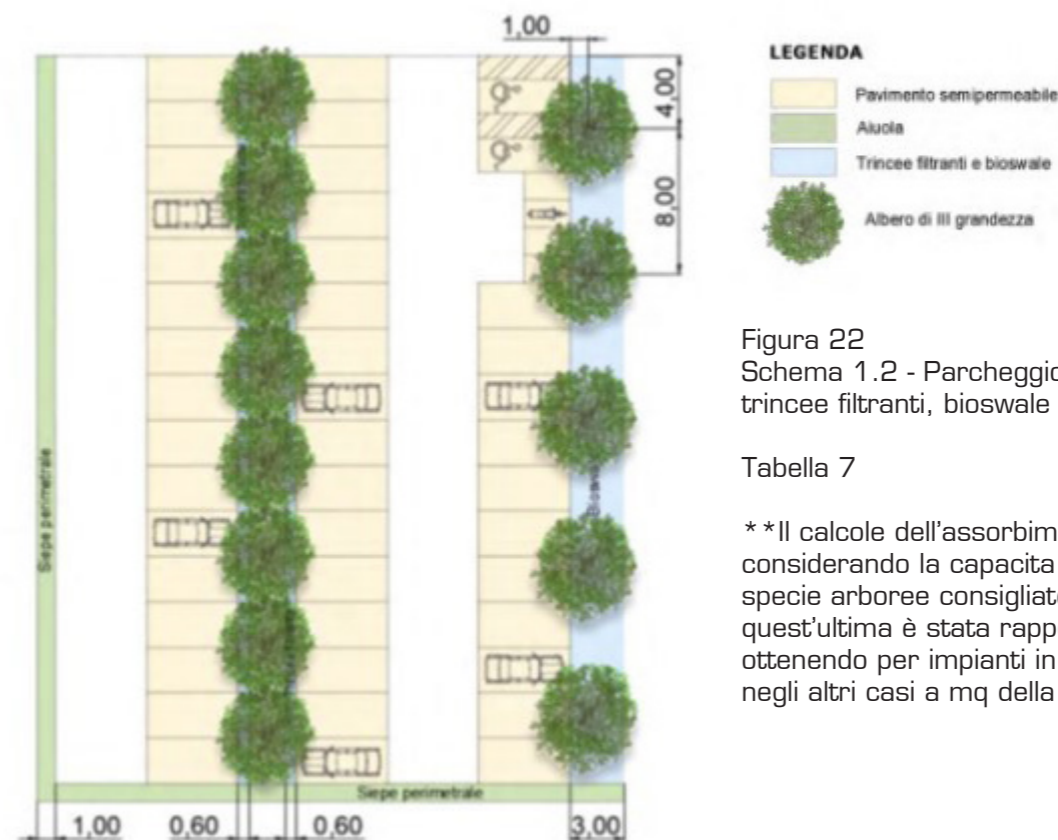 1,00
4,00
8,00
Siepe perimetrale
Siepe perimetrale
1,00
0,60
0,60
3,00
LEGENDA
Pavimento semipermeabile
Aiuola
Trincee filtranti e bioswale
Albero di III grandezza
Figura 22
Schema 1.2 - Parcheggio
trincee filtranti, bioswale
Tabella 7
**Il calcole dell'assorbim
considerando la capacita
specie arboree consigliate
quest'ultima è stata rapp
ottenendo per impianti in
negli altri casi a mq della